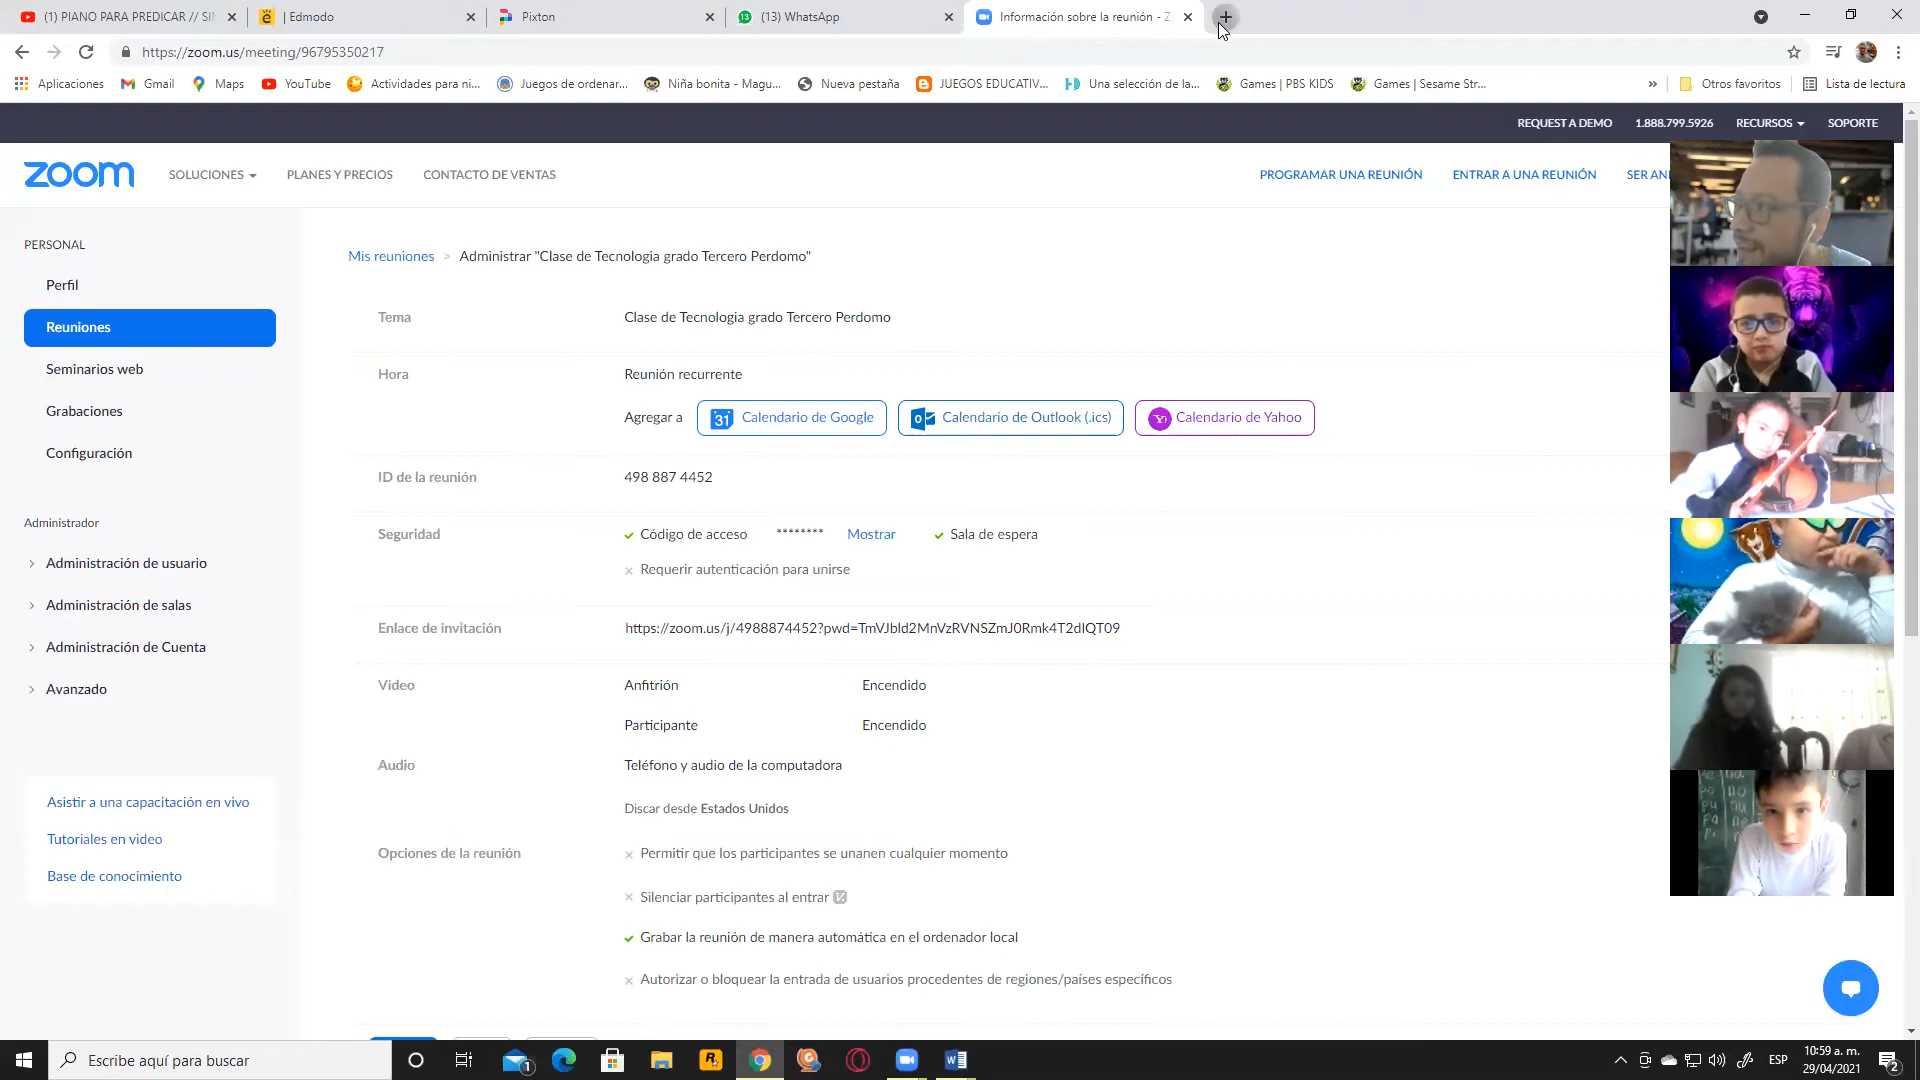 (1) PIANO PARA PREDICAR // SIN
| Edmodo
Pixton
(13) WhatsApp
Información sobre la reunión - Z
https://zoom.us/meeting/96795350217
Aplicaciones
Gmail
Maps
YouTube
Actividades para ni...
Juegos de ordenar...
Niña bonita - Magu...
Nueva pestaña
JUEGOS EDUCATIV...
Una selección de la...
Games | PBS KIDS
Games | Sesame Str...
»
Otros favoritos
Lista de lectura
REQUEST A DEMO
1.888.799.5926
RECURSOS
SOPORTE
zoom
SOLUCIONES
PLANES Y PRECIOS
CONTACTO DE VENTAS
PROGRAMAR UNA REUNIÓN
ENTRAR A UNA REUNIÓN
SER ANF
PERSONAL
Perfil
Reuniones
Seminarios web
Grabaciones
Configuración
Administrador
Administración de usuario
Administración de salas
Administración de Cuenta
Avanzado
Asistir a una capacitación en vivo
Tutoriales en video
Base de conocimiento
Mis reuniones > Administrar "Clase de Tecnologia grado Tercero Perdomo"
Tema Clase de Tecnologia grado Tercero Perdomo
Hora Reunión recurrente
Agregar a 31 Calendario de Google Calendario de Outlook (.ics) Calendario de Yahoo
ID de la reunión 498 887 4452
Seguridad Código de acceso ******** Mostrar Sala de espera
Requerir autenticación para unirse
Enlace de invitación https://zoom.us/j/4988874452?pwd=TmVJbld2MnVzRVNSZmJ0Rmk4T2dIQT09
Video Anfitrión Encendido
Participante Encendido
Audio Teléfono y audio de la computadora
Discar desde Estados Unidos
Opciones de la reunión Permitir que los participantes se unanen cualquier momento
Silenciar participantes al entrar
Grabar la reunión de manera automática en el ordenador local
Autorizar o bloquear la entrada de usuarios procedentes de regiones/países específicos
Escribe aquí para buscar
1
ESP
10:59 a. m.
29/04/2021
2